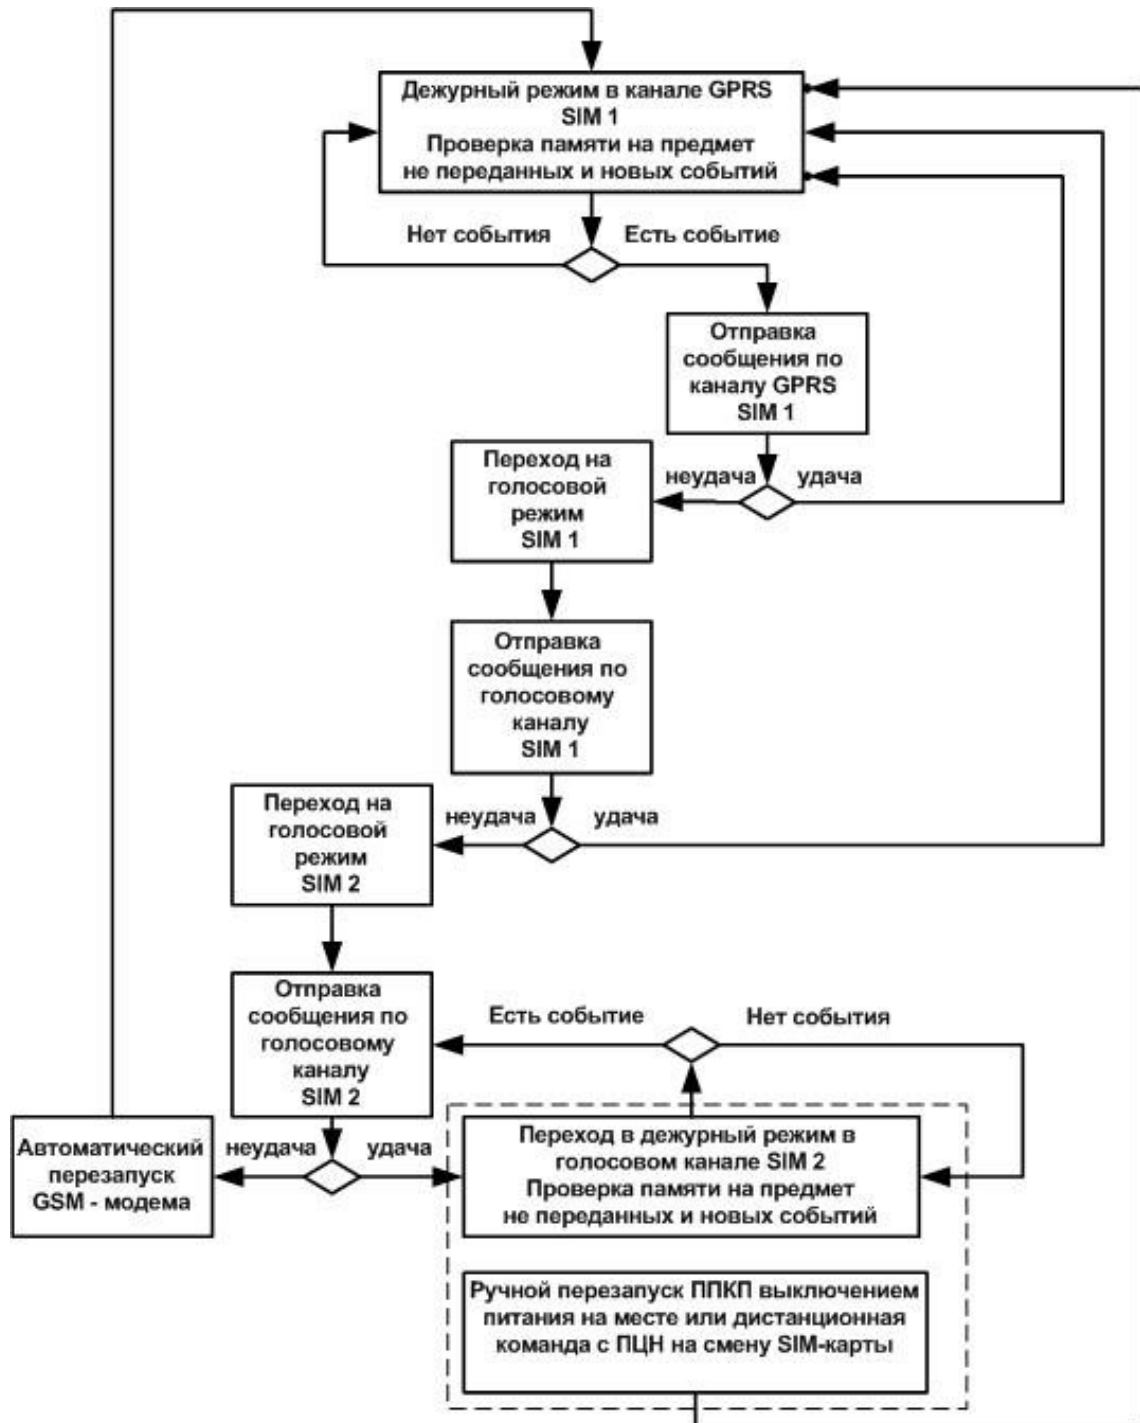 Дежурный режим в канале GPRS
SIM 1
Проверка памяти на предмет
не переданных и новых событий
Нет события
Есть событие
Отправка
сообщения по
каналу GPRS
SIM 1
неудача
удача
Переход на
голосовой
режим
SIM 1
Отправка
сообщения по
голосовому
каналу
SIM 1
неудача
удача
Переход на
голосовой
режим
SIM 2
Отправка
сообщения по
голосовому
каналу
SIM 2
Есть событие
Нет события
неудача
удача
Автоматический
перезапуск
GSM - модема
Переход в дежурный режим в
голосовом канале SIM 2
Проверка памяти на предмет
не переданных и новых событий
Ручной перезапуск ППКП выключением
питания на месте или дистанционная
команда с ПЦН на смену SIM-карты